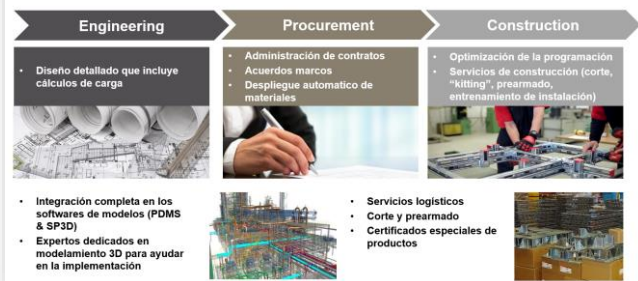 Engineering
Procurement
Construction
• Diseño detallado que incluye
cálculos de carga
• Administración de contratos
• Acuerdos marcos
• Despliegue automatico de
materiales
• Optimización de la programación
• Servicios de construcción (corte,
“kitting”, prearmado,
entrenamiento de instalación)
• Integración completa en los
softwares de modelos (PDMS
& SP3D)
• Expertos dedicados en
modelamiento 3D para ayudar
en la implementación
• Servicios logísticos
• Corte y prearmado
• Certificados especiales de
productos